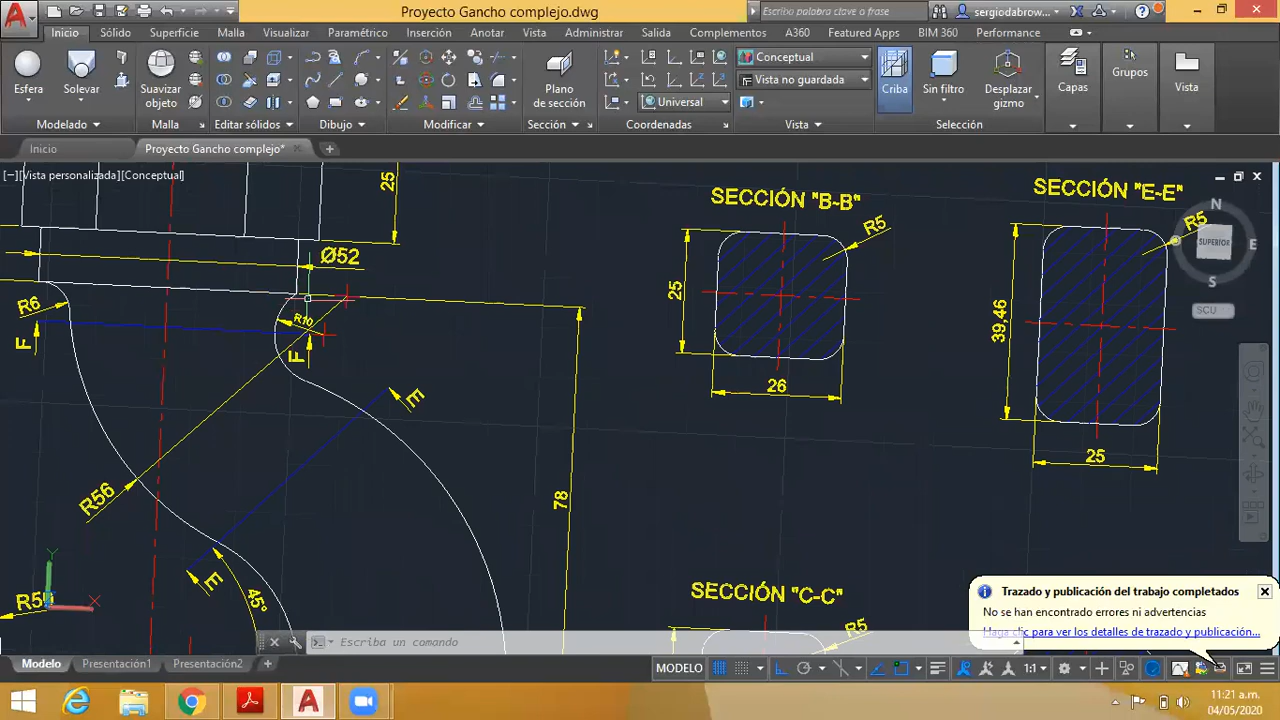 Proyecto Gancho complejo.dwg
Escriba palabra clave o frase
sergiodabrow...
Inicio Sólido Superficie Malla Visualizar Paramétrico Inserción Anotar Vista Administrar Salida Complementos A360 Featured Apps BIM 360 Performance
Esfera
Solevar
Suavizar
objeto
Plano
de sección
Conceptual
Vista no guardada
Universal
Criba
Sin filtro
Desplazar
gizmo
Capas
Grupos
Vista
Modelado
Malla
Editar sólidos
Dibujo
Modificar
Sección
Coordenadas
Vista
Selección
Inicio
Proyecto Gancho complejo*
[−][Vista personalizada][Conceptual]
25
Ø52
R6
R10
F
F
E
E
R56
45°
78
SECCIÓN "B-B"
R5
25
26
SECCIÓN "E-E"
R5
39,46
25
SECCIÓN "C-C"
R5
N
SUPERIOR
E
S
SCU
Y
X
Trazado y publicación del trabajo completados
No se han encontrado errores ni advertencias
Haga clic para ver los detalles de trazado y publicación...
Escriba un comando
Modelo Presentación1 Presentación2
MODELO
1:1
11:21 a.m.
04/05/2020